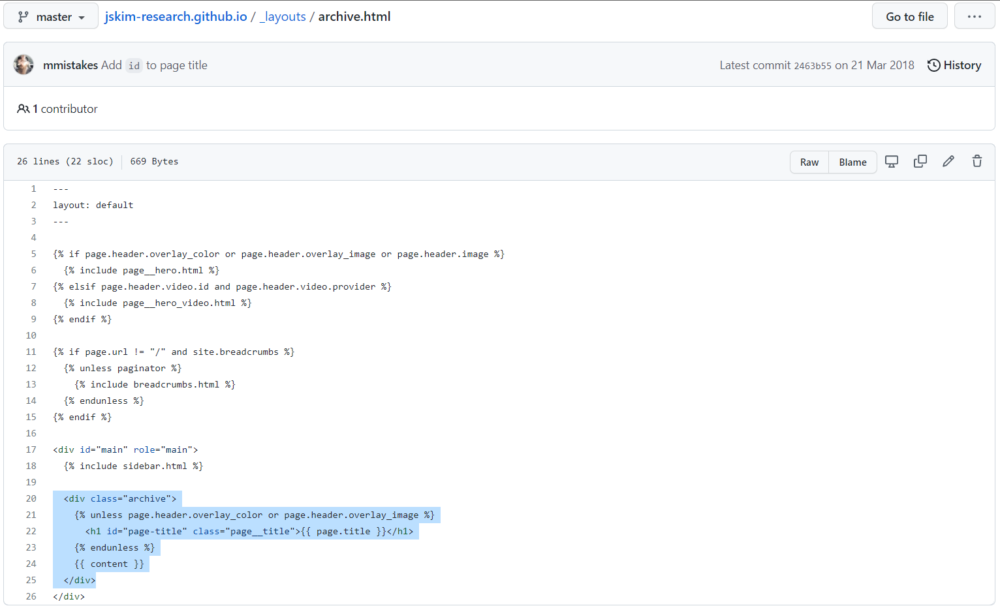 master jskim-research.github.io / _layouts / archive.html Go to file ...
mmistakes Add id to page title Latest commit 2463b55 on 21 Mar 2018 History
1 contributor
26 lines (22 sloc) 669 Bytes Raw Blame
1 ---
2 layout: default
3 ---
4
5 {% if page.header.overlay_color or page.header.overlay_image or page.header.image %}
6   {% include page__hero.html %}
7 {% elsif page.header.video.id and page.header.video.provider %}
8   {% include page__hero_video.html %}
9 {% endif %}
10
11 {% if page.url != "/" and site.breadcrumbs %}
12   {% unless paginator %}
13     {% include breadcrumbs.html %}
14   {% endunless %}
15 {% endif %}
16
17 <div id="main" role="main">
18   {% include sidebar.html %}
19
20   <div class="archive">
21     {% unless page.header.overlay_color or page.header.overlay_image %}
22       <h1 id="page-title" class="page__title">{{ page.title }}</h1>
23     {% endunless %}
24     {{ content }}
25   </div>
26 </div>